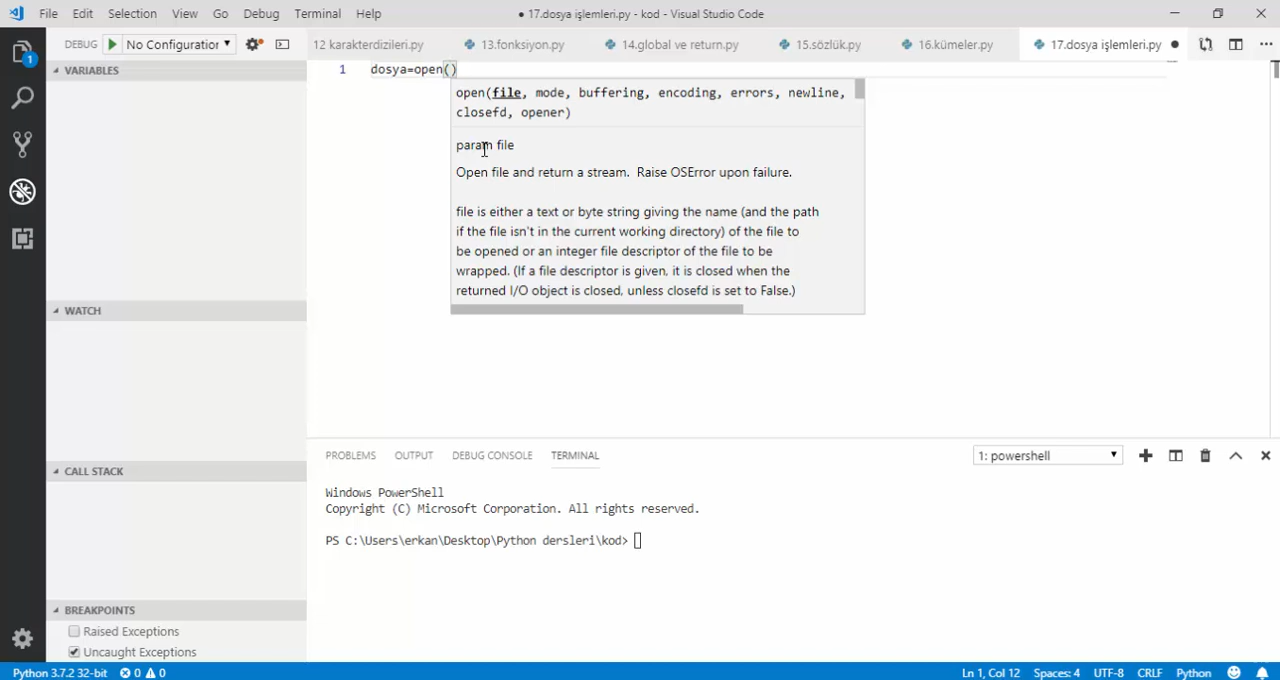 File Edit Selection View Go Debug Terminal Help ● 17.dosya işlemleri.py - kod - Visual Studio Code
DEBUG No Configuration 12 karakterdizileri.py 13.fonksiyon.py 14.global ve return.py 15.sözlük.py 16.kümeler.py 17.dosya işlemleri.py ●
1
VARIABLES
1 dosya=open()
open(file, mode, buffering, encoding, errors, newline,
closefd, opener)
param file
Open file and return a stream. Raise OSError upon failure.
file is either a text or byte string giving the name (and the path
if the file isn't in the current working directory) of the file to
be opened or an integer file descriptor of the file to be
wrapped. (If a file descriptor is given, it is closed when the
returned I/O object is closed, unless closefd is set to False.)
WATCH
CALL STACK
BREAKPOINTS
Raised Exceptions
Uncaught Exceptions
PROBLEMS OUTPUT DEBUG CONSOLE TERMINAL 1: powershell
Windows PowerShell
Copyright (C) Microsoft Corporation. All rights reserved.
PS C:\Users\erkan\Desktop\Python dersleri\kod>
Python 3.7.2 32-bit 0 0 Ln 1, Col 12 Spaces: 4 UTF-8 CRLF Python